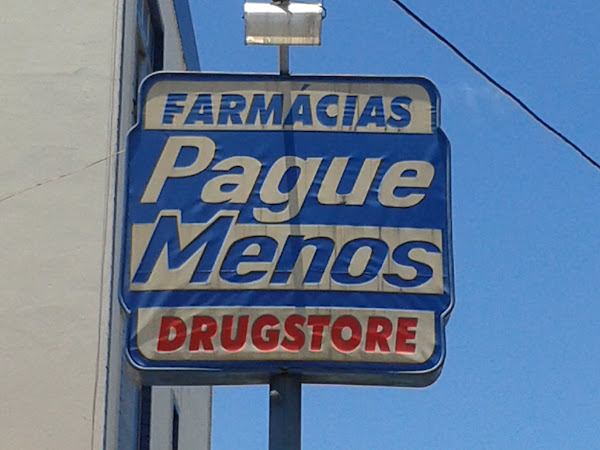 FARMÁCIAS
Pague
Menos
DRUGSTORE